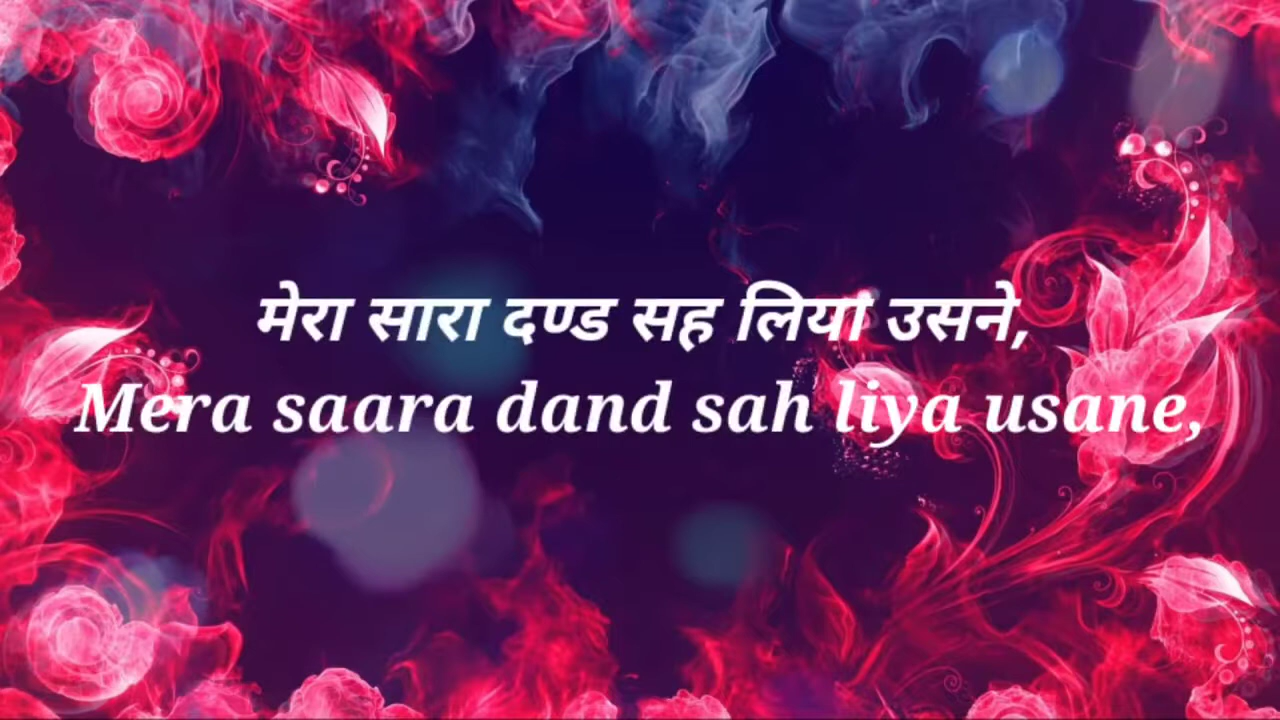 मेरा सारा दण्ड सह लिया उसने,
Mera saara dand sah liya usane,